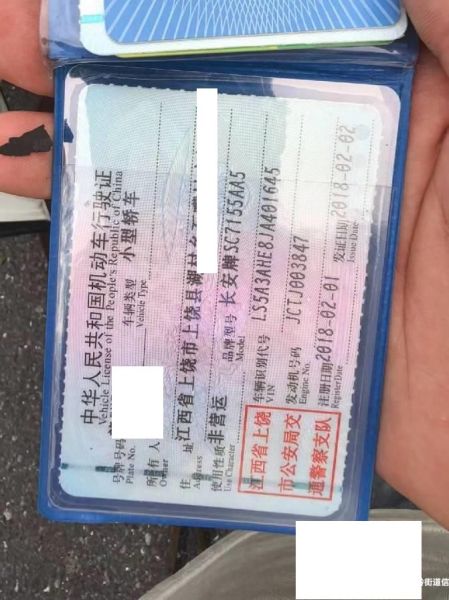 中华人民共和国机动车行驶证
Vehicle License of the People's Republic of China
号牌号码
Plate No.
车辆类型 小型轿车
Vehicle Type
所有人
Owner
住址 江西省上饶市上饶县湖村乡
Address
使用性质 非营运
Use Character
品牌型号 长安牌SC7155AA5
Model
车辆识别代号 LS5A3AHE8JA401645
VIN
发动机号码 JCTJ003847
Engine No.
注册日期 2018-02-01
Register Date
发证日期 2018-02-02
Issue Date
江西省上饶
市公安局交
通警察支队
街道信